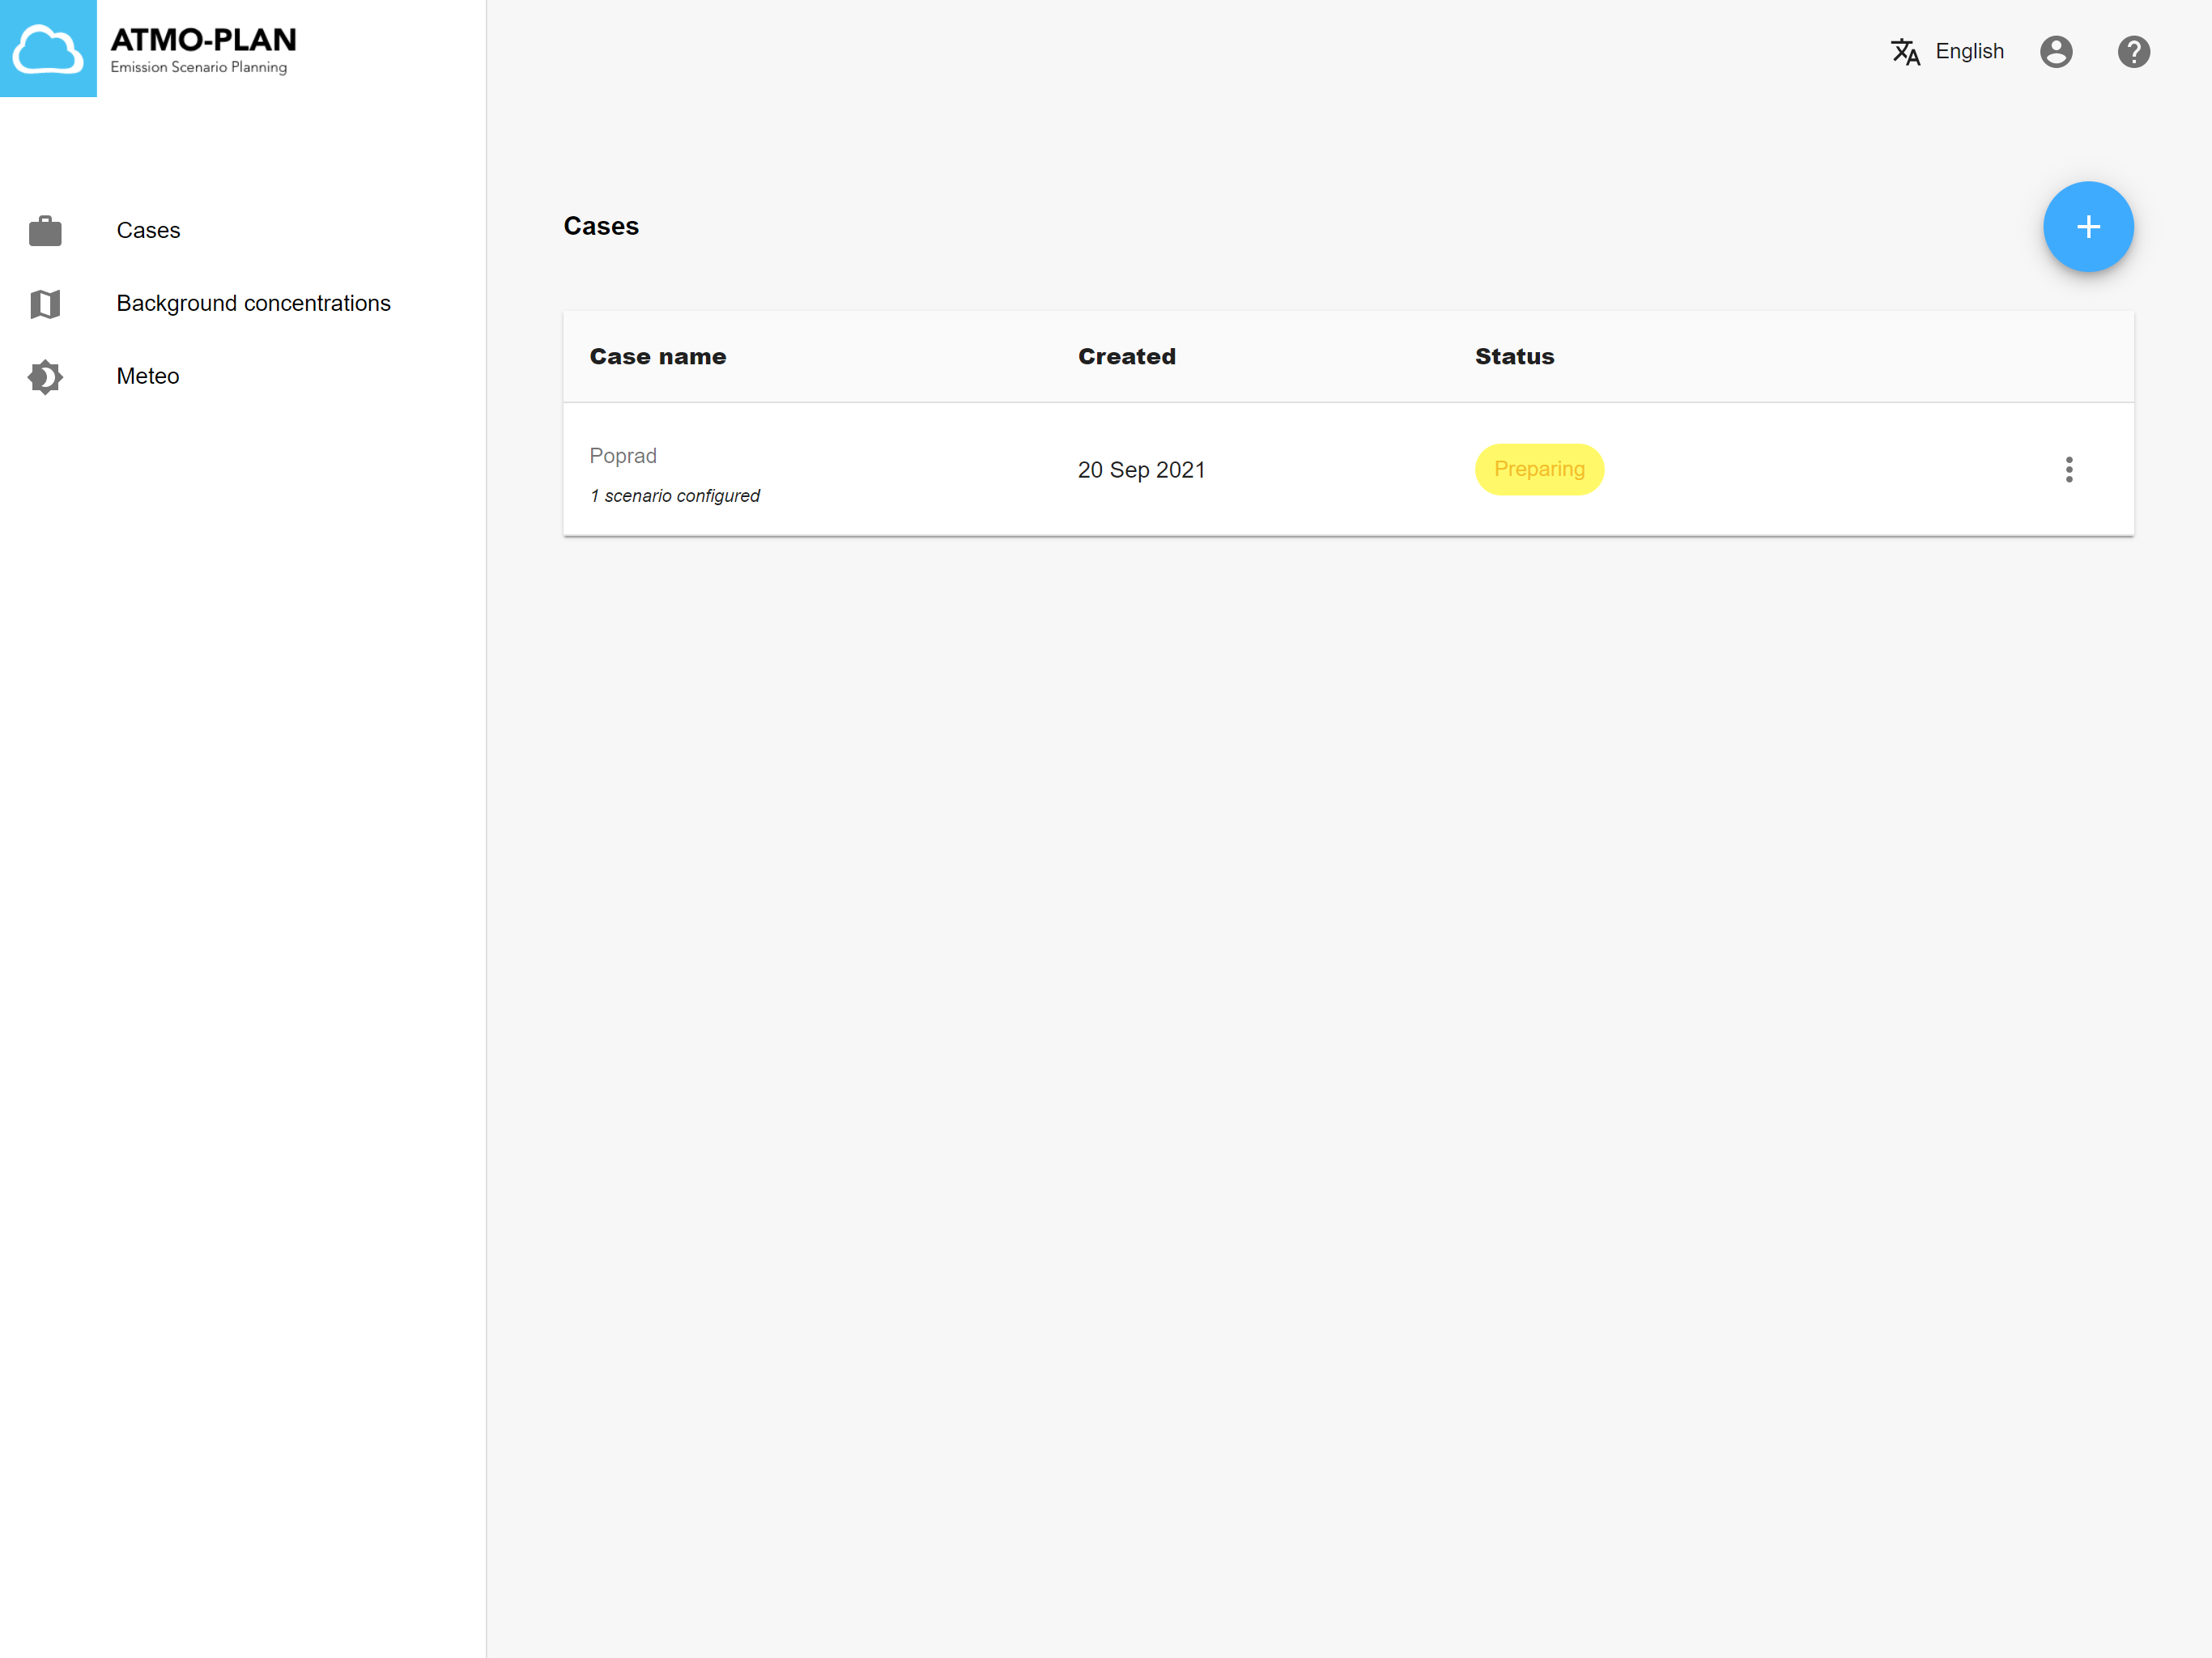 ATMO-PLAN
Emission Scenario Planning
English
Cases
Background concentrations
Meteo
Cases
Case name Created Status
Poprad
1 scenario configured
20 Sep 2021
Preparing